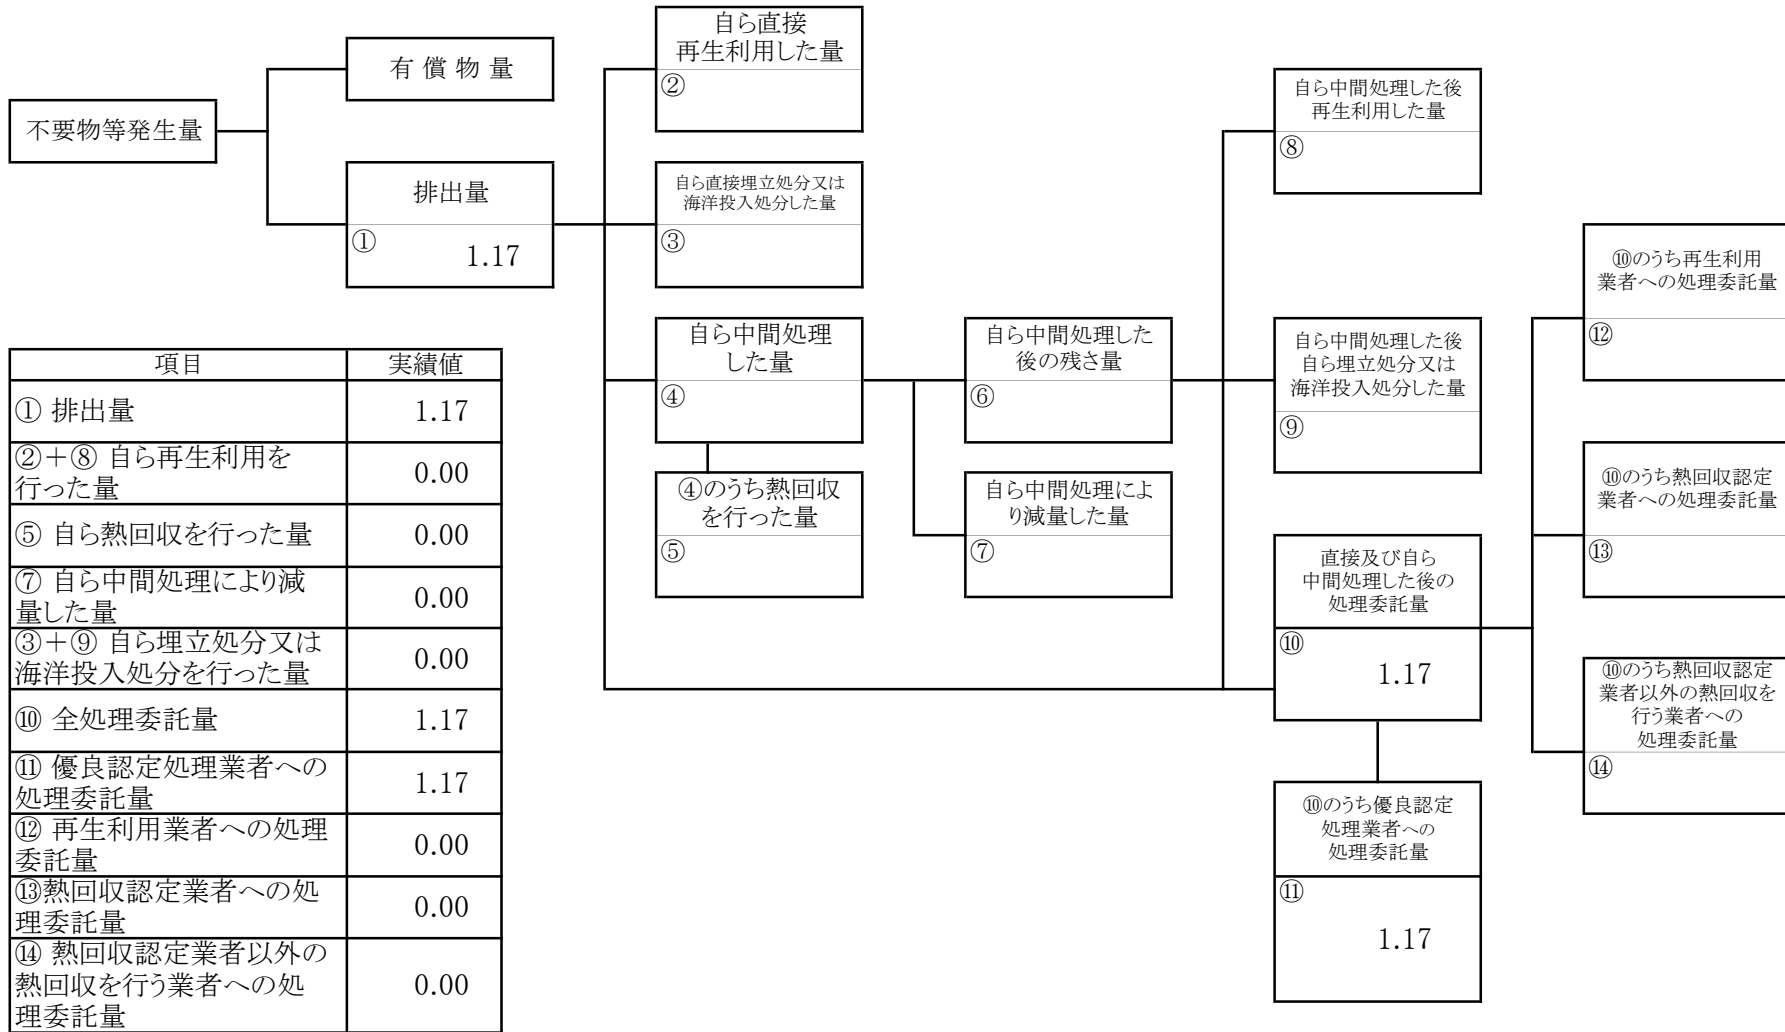 不要物等発生量
有 償 物 量
排出量
①
1.17
自ら直接
再生利用した量
②
自ら直接埋立処分又は
海洋投入処分した量
③
自ら中間処理
した量
④
④のうち熱回収
を行った量
⑤
自ら中間処理した
後の残さ量
⑥
自ら中間処理によ
り減量した量
⑦
自ら中間処理した後
再生利用した量
⑧
自ら中間処理した後
自ら埋立処分又は
海洋投入処分した量
⑨
直接及び自ら
中間処理した後の
処理委託量
⑩
1.17
⑩のうち優良認定
処理業者への
処理委託量
⑪
1.17
⑩のうち再生利用
業者への処理委託量
⑫
⑩のうち熱回収認定
業者への処理委託量
⑬
⑩のうち熱回収認定
業者以外の熱回収を
行う業者への
処理委託量
⑭
項目 実績値
① 排出量 1.17
②＋⑧ 自ら再生利用を
行った量 0.00
⑤ 自ら熱回収を行った量 0.00
⑦ 自ら中間処理により減
量した量 0.00
③＋⑨ 自ら埋立処分又は
海洋投入処分を行った量 0.00
⑩ 全処理委託量 1.17
⑪ 優良認定処理業者への
処理委託量 1.17
⑫ 再生利用業者への処理
委託量 0.00
⑬熱回収認定業者への処
理委託量 0.00
⑭ 熱回収認定業者以外の
熱回収を行う業者への処 0.00
理委託量